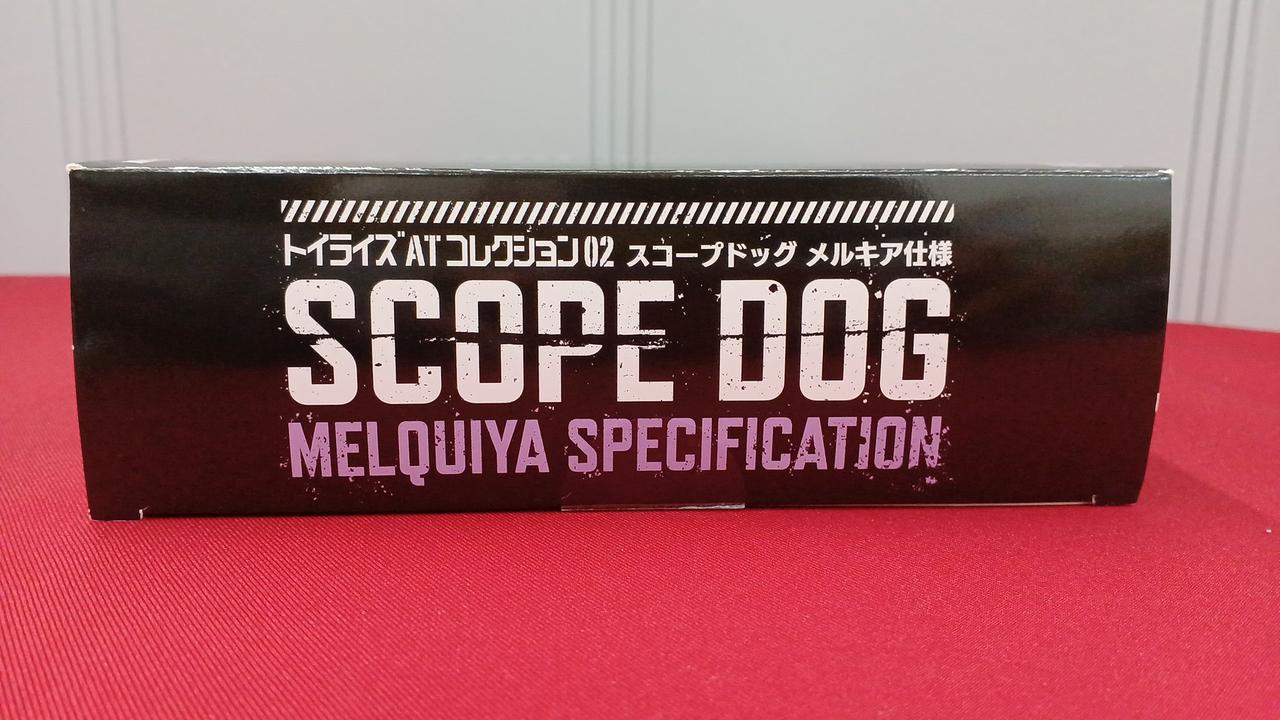 トイライズ ATコレクション02 スコープドッグ メルキア仕様
SCOPE DOG
MELQUIYA SPECIFICATION